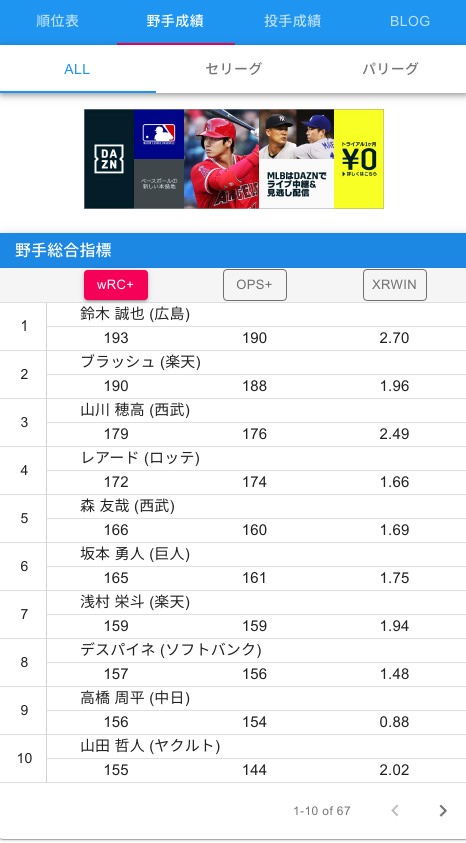 順位表 野手成績 投手成績 BLOG
ALL セリーグ パリーグ
DAZN
MAJOR LEAGUE BASEBALL
ベースボールの
新しい本拠地
ANGELS
MLBはDAZNで
ライブ中継&
見逃し配信
トライアル1ヶ月
¥0
▶詳しくはこちら
野手総合指標
wRC+ OPS+ XRWIN
1 鈴木 誠也 (広島)
193 190 2.70
2 ブラッシュ (楽天)
190 188 1.96
3 山川 穂高 (西武)
179 176 2.49
4 レアード (ロッテ)
172 174 1.66
5 森 友哉 (西武)
166 160 1.69
6 坂本 勇人 (巨人)
165 161 1.75
7 浅村 栄斗 (楽天)
159 159 1.94
8 デスパイネ (ソフトバンク)
157 156 1.48
9 高橋 周平 (中日)
156 154 0.88
10 山田 哲人 (ヤクルト)
155 144 2.02
1-10 of 67